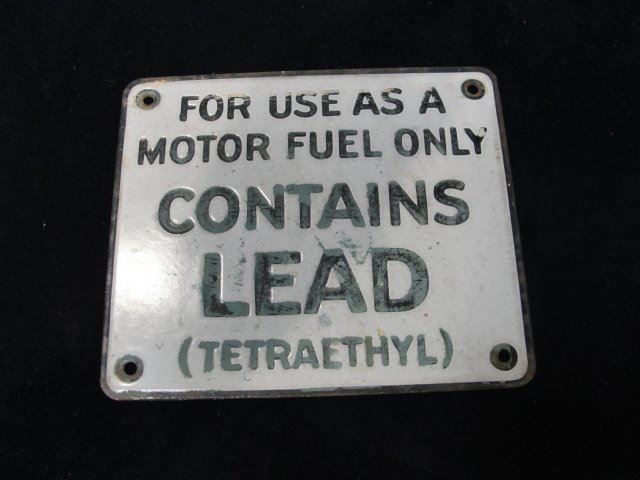 FOR USE AS A
MOTOR FUEL ONLY
CONTAINS
LEAD
(TETRAETHYL)